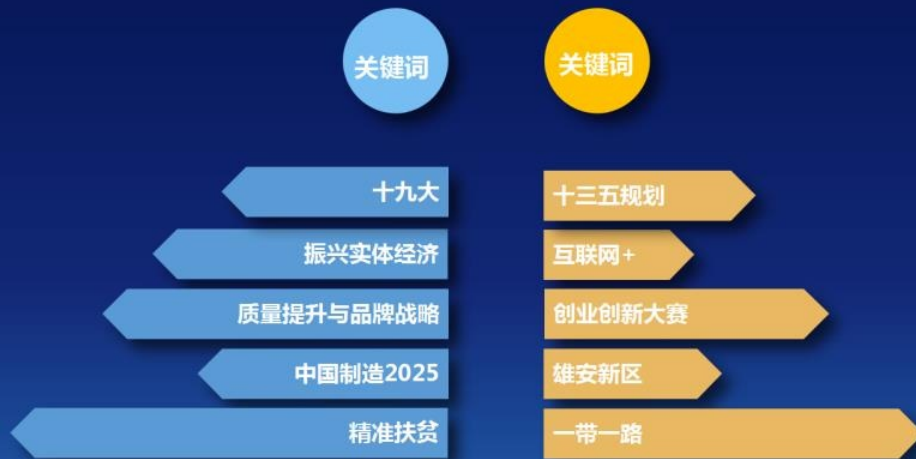 关键词
十九大
振兴实体经济
质量提升与品牌战略
中国制造2025
精准扶贫
关键词
十三五规划
互联网+
创业创新大赛
雄安新区
一带一路